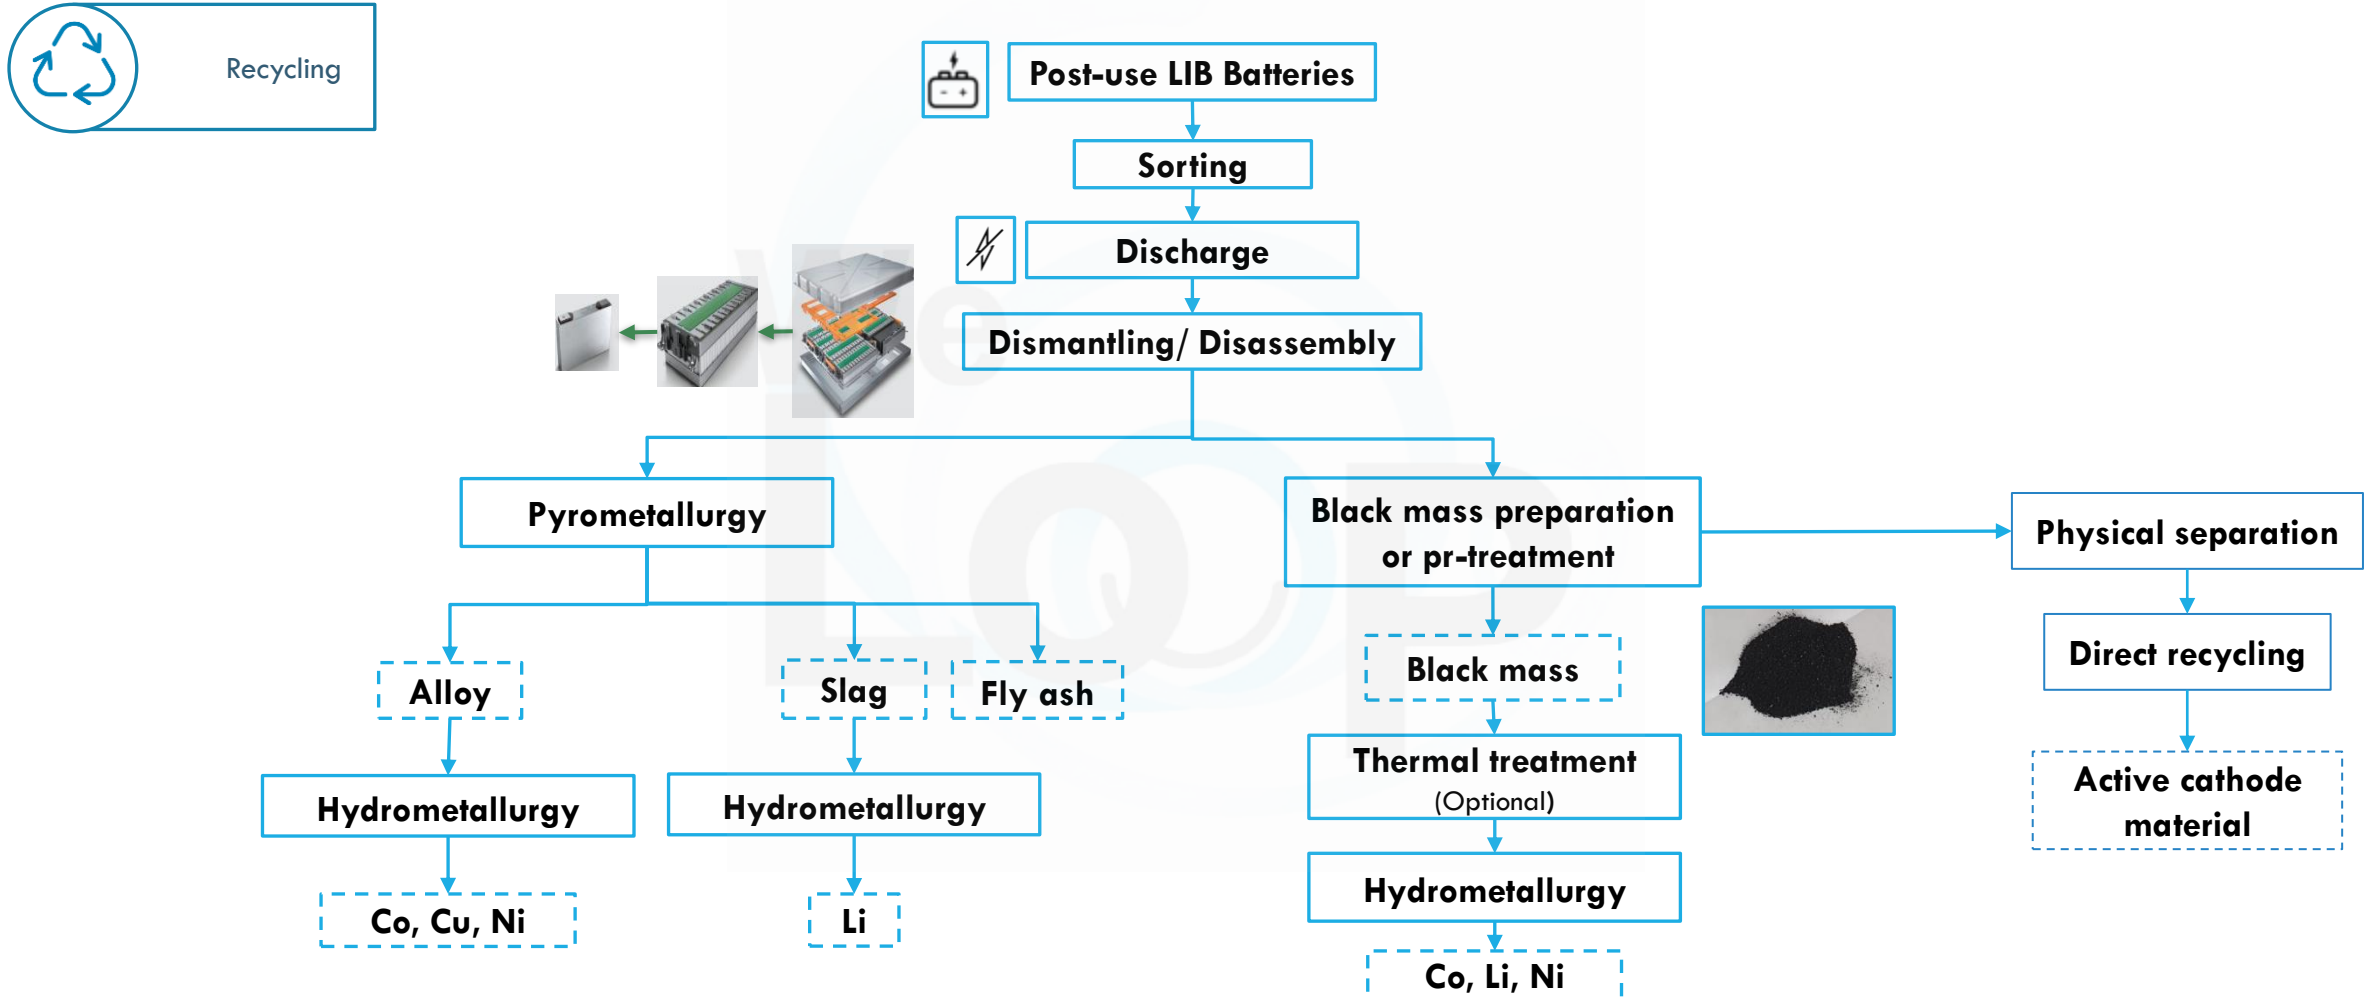 Recycling
Post-use LIB Batteries
Sorting
Discharge
Dismantling/ Disassembly
Pyrometallurgy
Black mass preparation
or pr-treatment
Physical separation
Direct recycling
Active cathode
material
Alloy
Slag
Fly ash
Black mass
Thermal treatment
(Optional)
Hydrometallurgy
Hydrometallurgy
Hydrometallurgy
Co, Cu, Ni
Li
Co, Li, Ni
We
LOOP